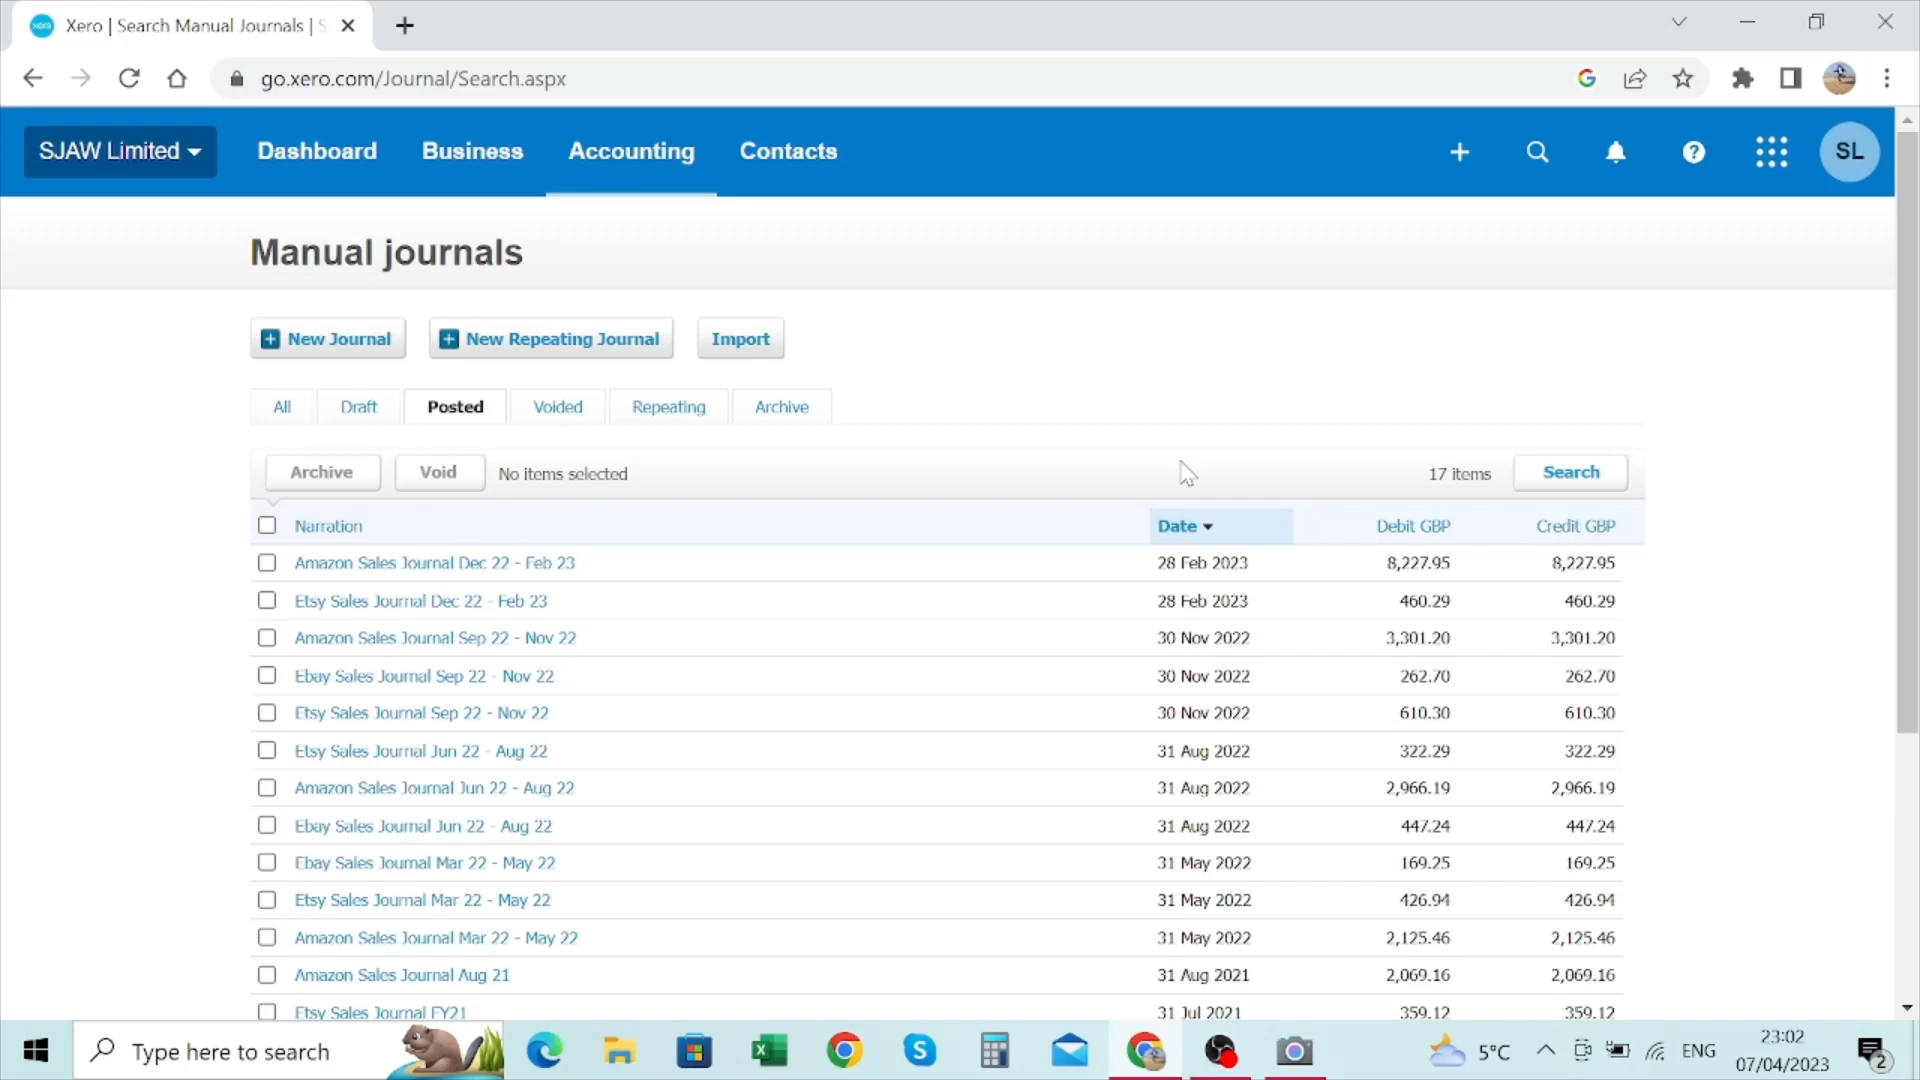 Xero | Search Manual Journals | S
go.xero.com/Journal/Search.aspx
SJAW Limited Dashboard Business Accounting Contacts SL
Manual journals
New Journal New Repeating Journal Import
All Draft Posted Voided Repeating Archive
Archive Void No items selected 17 items Search
Narration Date Debit GBP Credit GBP
Amazon Sales Journal Dec 22 - Feb 23 28 Feb 2023 8,227.95 8,227.95
Etsy Sales Journal Dec 22 - Feb 23 28 Feb 2023 460.29 460.29
Amazon Sales Journal Sep 22 - Nov 22 30 Nov 2022 3,301.20 3,301.20
Ebay Sales Journal Sep 22 - Nov 22 30 Nov 2022 262.70 262.70
Etsy Sales Journal Sep 22 - Nov 22 30 Nov 2022 610.30 610.30
Etsy Sales Journal Jun 22 - Aug 22 31 Aug 2022 322.29 322.29
Amazon Sales Journal Jun 22 - Aug 22 31 Aug 2022 2,966.19 2,966.19
Ebay Sales Journal Jun 22 - Aug 22 31 Aug 2022 447.24 447.24
Ebay Sales Journal Mar 22 - May 22 31 May 2022 169.25 169.25
Etsy Sales Journal Mar 22 - May 22 31 May 2022 426.94 426.94
Amazon Sales Journal Mar 22 - May 22 31 May 2022 2,125.46 2,125.46
Amazon Sales Journal Aug 21 31 Aug 2021 2,069.16 2,069.16
Etsy Sales Journal FY21 31 Jul 2021 359.12 359.12
Type here to search 5°C ENG 23:02
07/04/2023 2